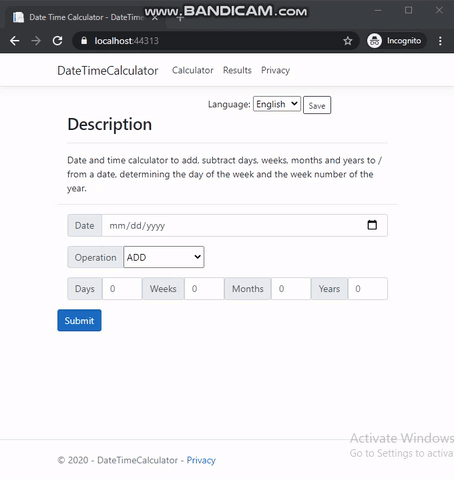 www.BANDICAM.com
Date Time Calculator - DateTime
localhost:44313
Incognito
DateTimeCalculator
Calculator
Results
Privacy
Language:
English
Save
Description
Date and time calculator to add, subtract days, weeks, months and years to /
from a date, determining the day of the week and the week number of the
year.
Date mm/dd/yyyy
Operation ADD
Days 0 Weeks 0 Months 0 Years 0
Submit
Activate Windows
Go to Settings to activa
© 2020 - DateTimeCalculator - Privacy